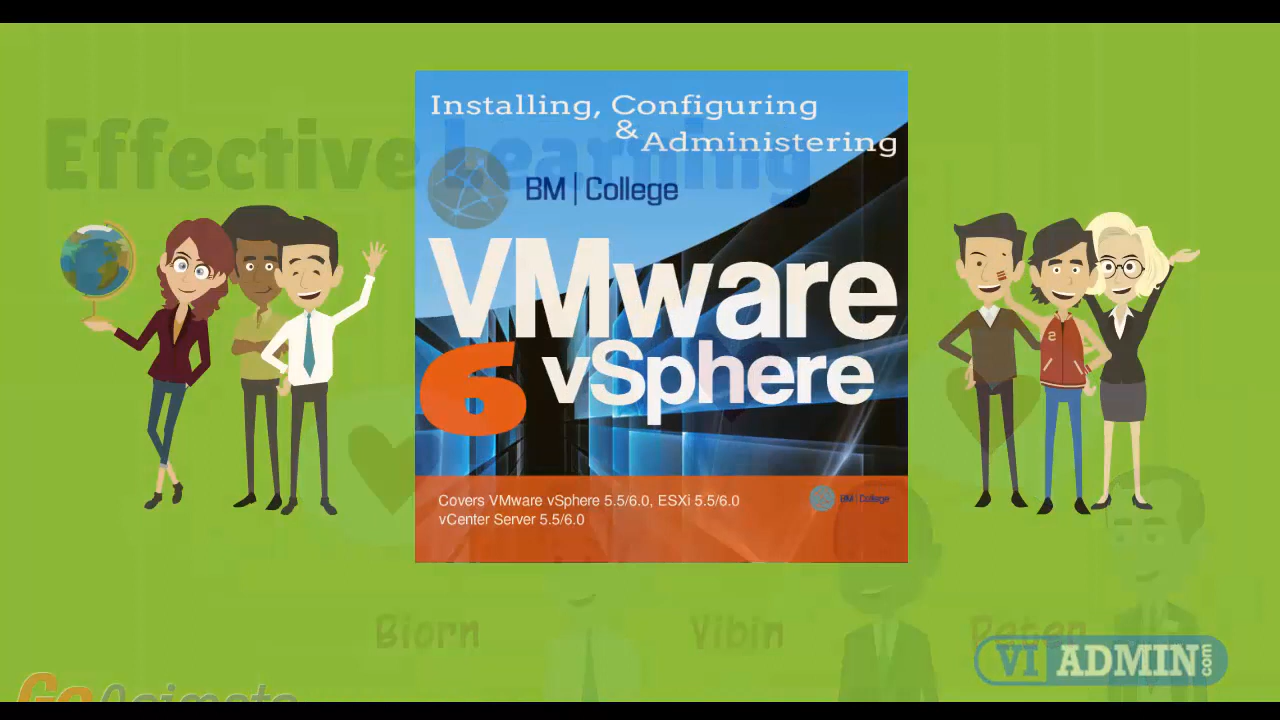 Effective Learning
Installing, Configuring
& Administering
BM | College
VMware
6 vSphere
Covers VMware vSphere 5.5/6.0, ESXi 5.5/6.0
vCenter Server 5.5/6.0
BM | College
Biorn
Vibin
Peter
VI ADMIN.com
GoAnimate